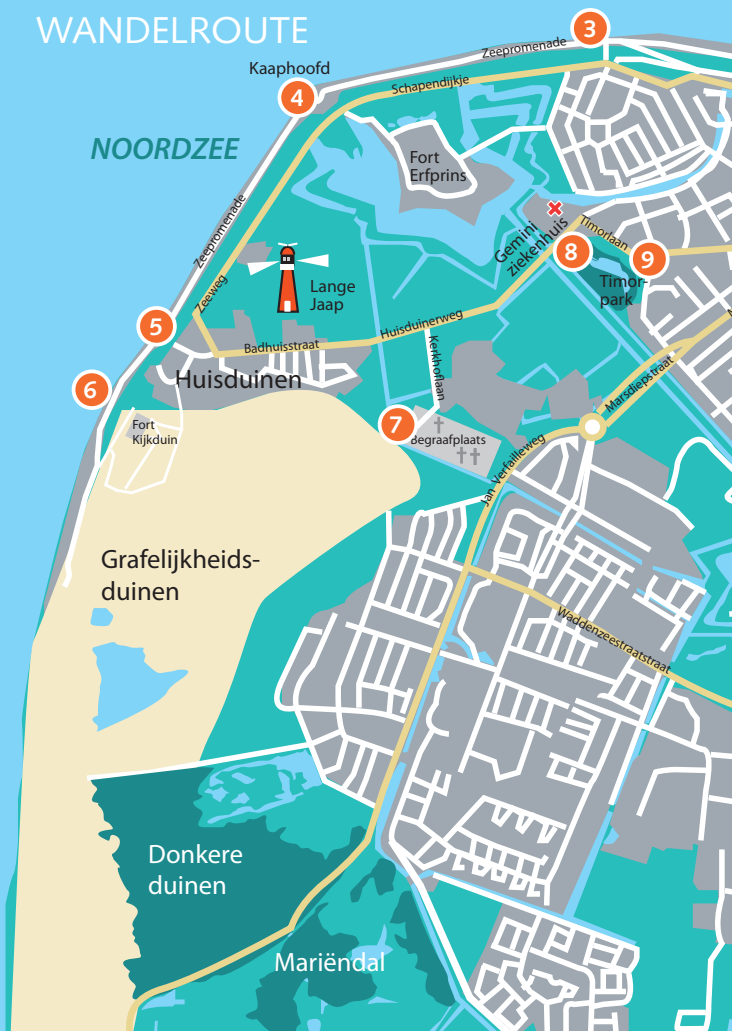 WANDELROUTE
3
Zeepromenade
Kaaphoofd
4
Schapendijkje
NOORDZEE
Fort
Erfprins
Gemini
ziekenhuis
Timorlaan
8
9
Zeepromenade
Zeeweg
Lange
Jaap
Timor-
park
5
Huisduinerweg
Badhuisstraat
Kerkhoflaan
Huisduinen
Marsdiepstraat
6
7
Fort
Kijkduin
Begraafplaats
Jan Verfailleweg
Grafelijkheids-
duinen
Waddenzeestraatstraat
Donkere
duinen
Mariëndal